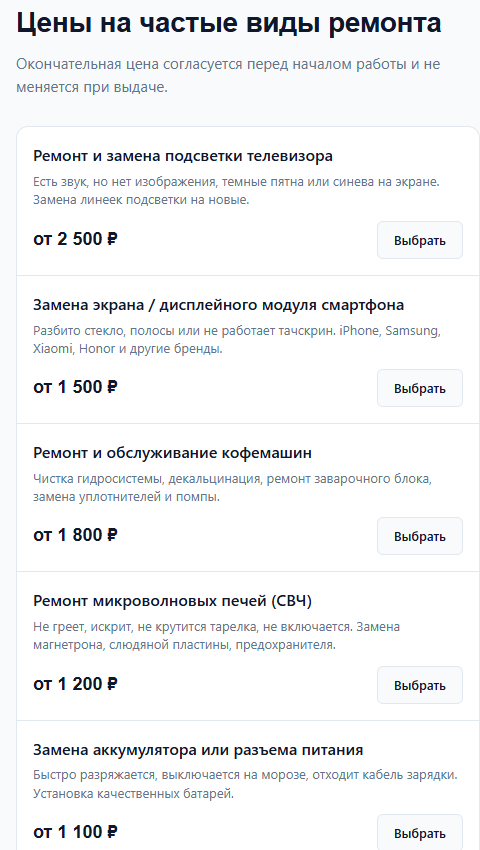 Цены на частые виды ремонта
Окончательная цена согласуется перед началом работы и не
меняется при выдаче.
Ремонт и замена подсветки телевизора
Есть звук, но нет изображения, темные пятна или синева на экране.
Замена линеек подсветки на новые.
от 2 500 ₽
Выбрать
Замена экрана / дисплейного модуля смартфона
Разбито стекло, полосы или не работает тачскрин. iPhone, Samsung,
Xiaomi, Honor и другие бренды.
от 1 500 ₽
Выбрать
Ремонт и обслуживание кофемашин
Чистка гидросистемы, декальцинация, ремонт заварочного блока,
замена уплотнителей и помпы.
от 1 800 ₽
Выбрать
Ремонт микроволновых печей (СВЧ)
Не греет, искрит, не крутится тарелка, не включается. Замена
магнетрона, слюдяной пластины, предохранителя.
от 1 200 ₽
Выбрать
Замена аккумулятора или разъема питания
Быстро разряжается, выключается на морозе, отходит кабель зарядки.
Установка качественных батарей.
от 1 100 ₽
Выбрать